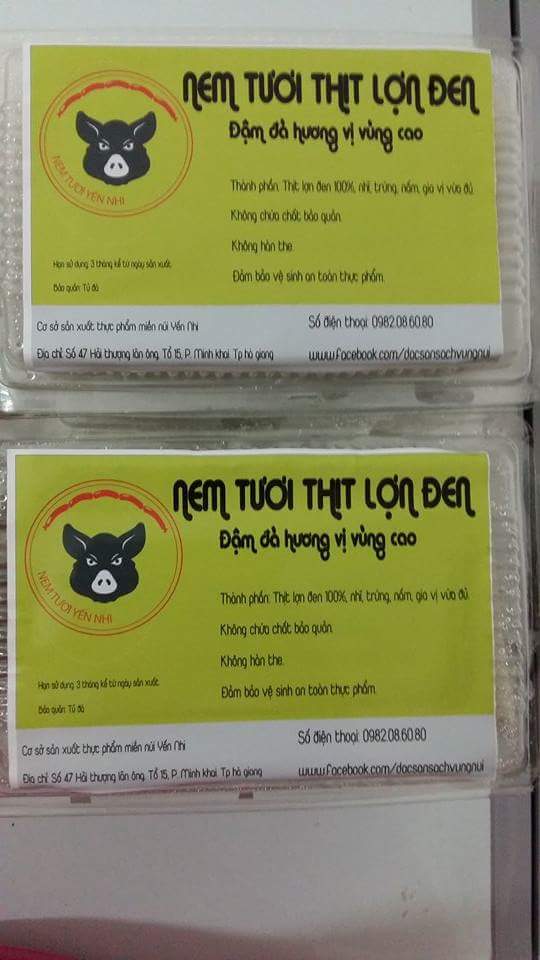 NEM TƯƠI THỊT LỢN ĐEN
Đậm đà hương vị vùng cao
NEM TƯƠI YẾN NHI
Thành phần: Thịt lợn đen 100%, nhĩ, trứng, nấm, gia vị vừa đủ
Không chứa chất bảo quản.
Không hàn the.
Đảm bảo vệ sinh an toàn thực phẩm.
Hạn sử dụng: 3 tháng kể từ ngày sản xuất.
Bảo quản: Tủ đá
Cơ sở sản xuất thực phẩm miền núi Yến Nhi
Số điện thoại: 0982.08.60.80
Địa chỉ: Số 47 Hải thượng lãn ông, Tổ 15, P. Minh khai. Tp hà giang
www.facebook.com/dacsansachvungnui
NEM TƯƠI THỊT LỢN ĐEN
Đậm đà hương vị vùng cao
NEM TƯƠI YẾN NHI
Thành phần: Thịt lợn đen 100%, nhĩ, trứng, nấm, gia vị vừa đủ
Không chứa chất bảo quản.
Không hàn the.
Đảm bảo vệ sinh an toàn thực phẩm.
Hạn sử dụng: 3 tháng kể từ ngày sản xuất.
Bảo quản: Tủ đá
Cơ sở sản xuất thực phẩm miền núi Yến Nhi
Số điện thoại: 0982.08.60.80
Địa chỉ: Số 47 Hải thượng lãn ông, Tổ 15, P. Minh khai. Tp hà giang
www.facebook.com/dacsansachvungnui